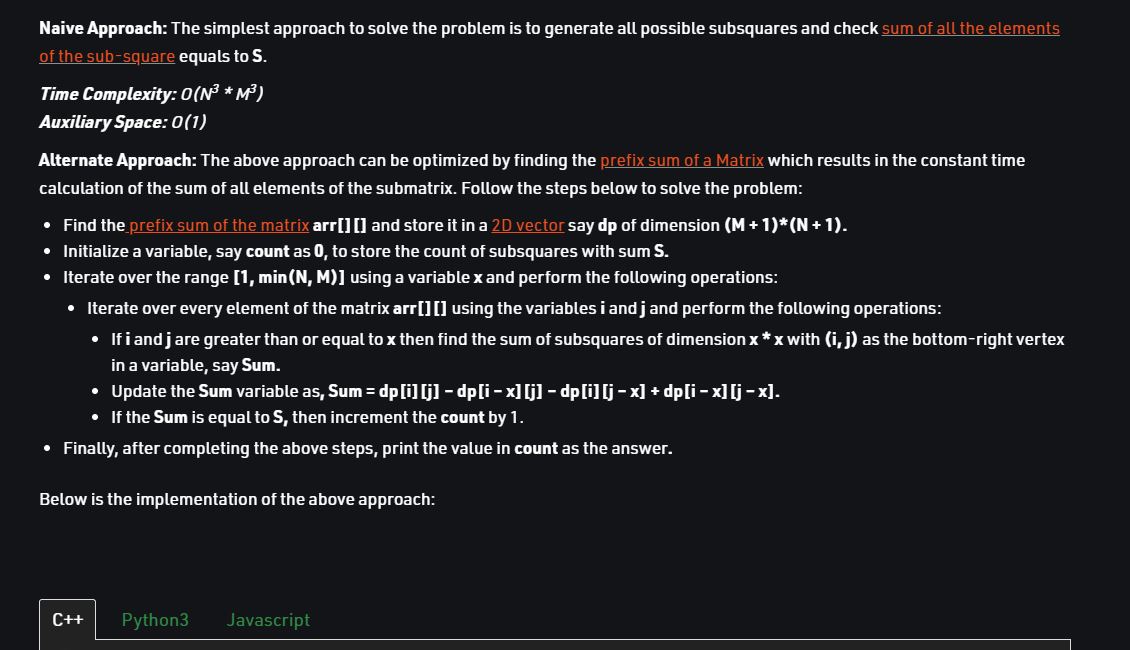 Naive Approach: The simplest approach to solve the problem is to generate all possible subsquares and check sum of all the elements
of the sub-square equals to S.
Time Complexity: O(N³ * M³)
Auxiliary Space: O(1)
Alternate Approach: The above approach can be optimized by finding the prefix sum of a Matrix which results in the constant time
calculation of the sum of all elements of the submatrix. Follow the steps below to solve the problem:
• Find the prefix sum of the matrix arr[][] and store it in a 2D vector say dp of dimension (M + 1)*(N + 1).
• Initialize a variable, say count as 0, to store the count of subsquares with sum S.
• Iterate over the range [1, min(N, M)] using a variable x and perform the following operations:
• Iterate over every element of the matrix arr[][] using the variables i and j and perform the following operations:
• If i and j are greater than or equal to x then find the sum of subsquares of dimension x * x with (i, j) as the bottom-right vertex
in a variable, say Sum.
• Update the Sum variable as, Sum = dp[i][j] – dp[i – x][j] – dp[i][j – x] + dp[i – x][j – x].
• If the Sum is equal to S, then increment the count by 1.
• Finally, after completing the above steps, print the value in count as the answer.
Below is the implementation of the above approach:
C++ Python3 Javascript